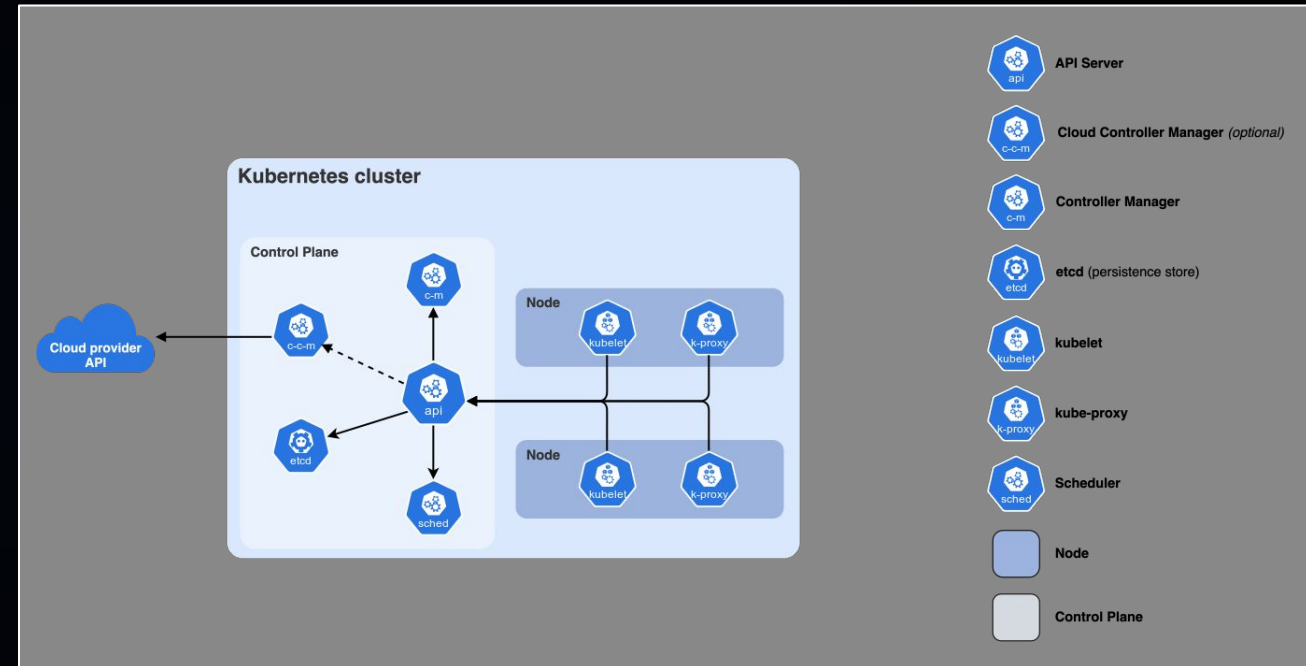 Kubernetes cluster
Control Plane
c-m
c-c-m
Cloud provider
API
api
etcd
sched
Node
kubelet
k-proxy
Node
kubelet
k-proxy
api
API Server
c-c-m
Cloud Controller Manager (optional)
c-m
Controller Manager
etcd
etcd (persistence store)
kubelet
kubelet
k-proxy
kube-proxy
sched
Scheduler
Node
Control Plane